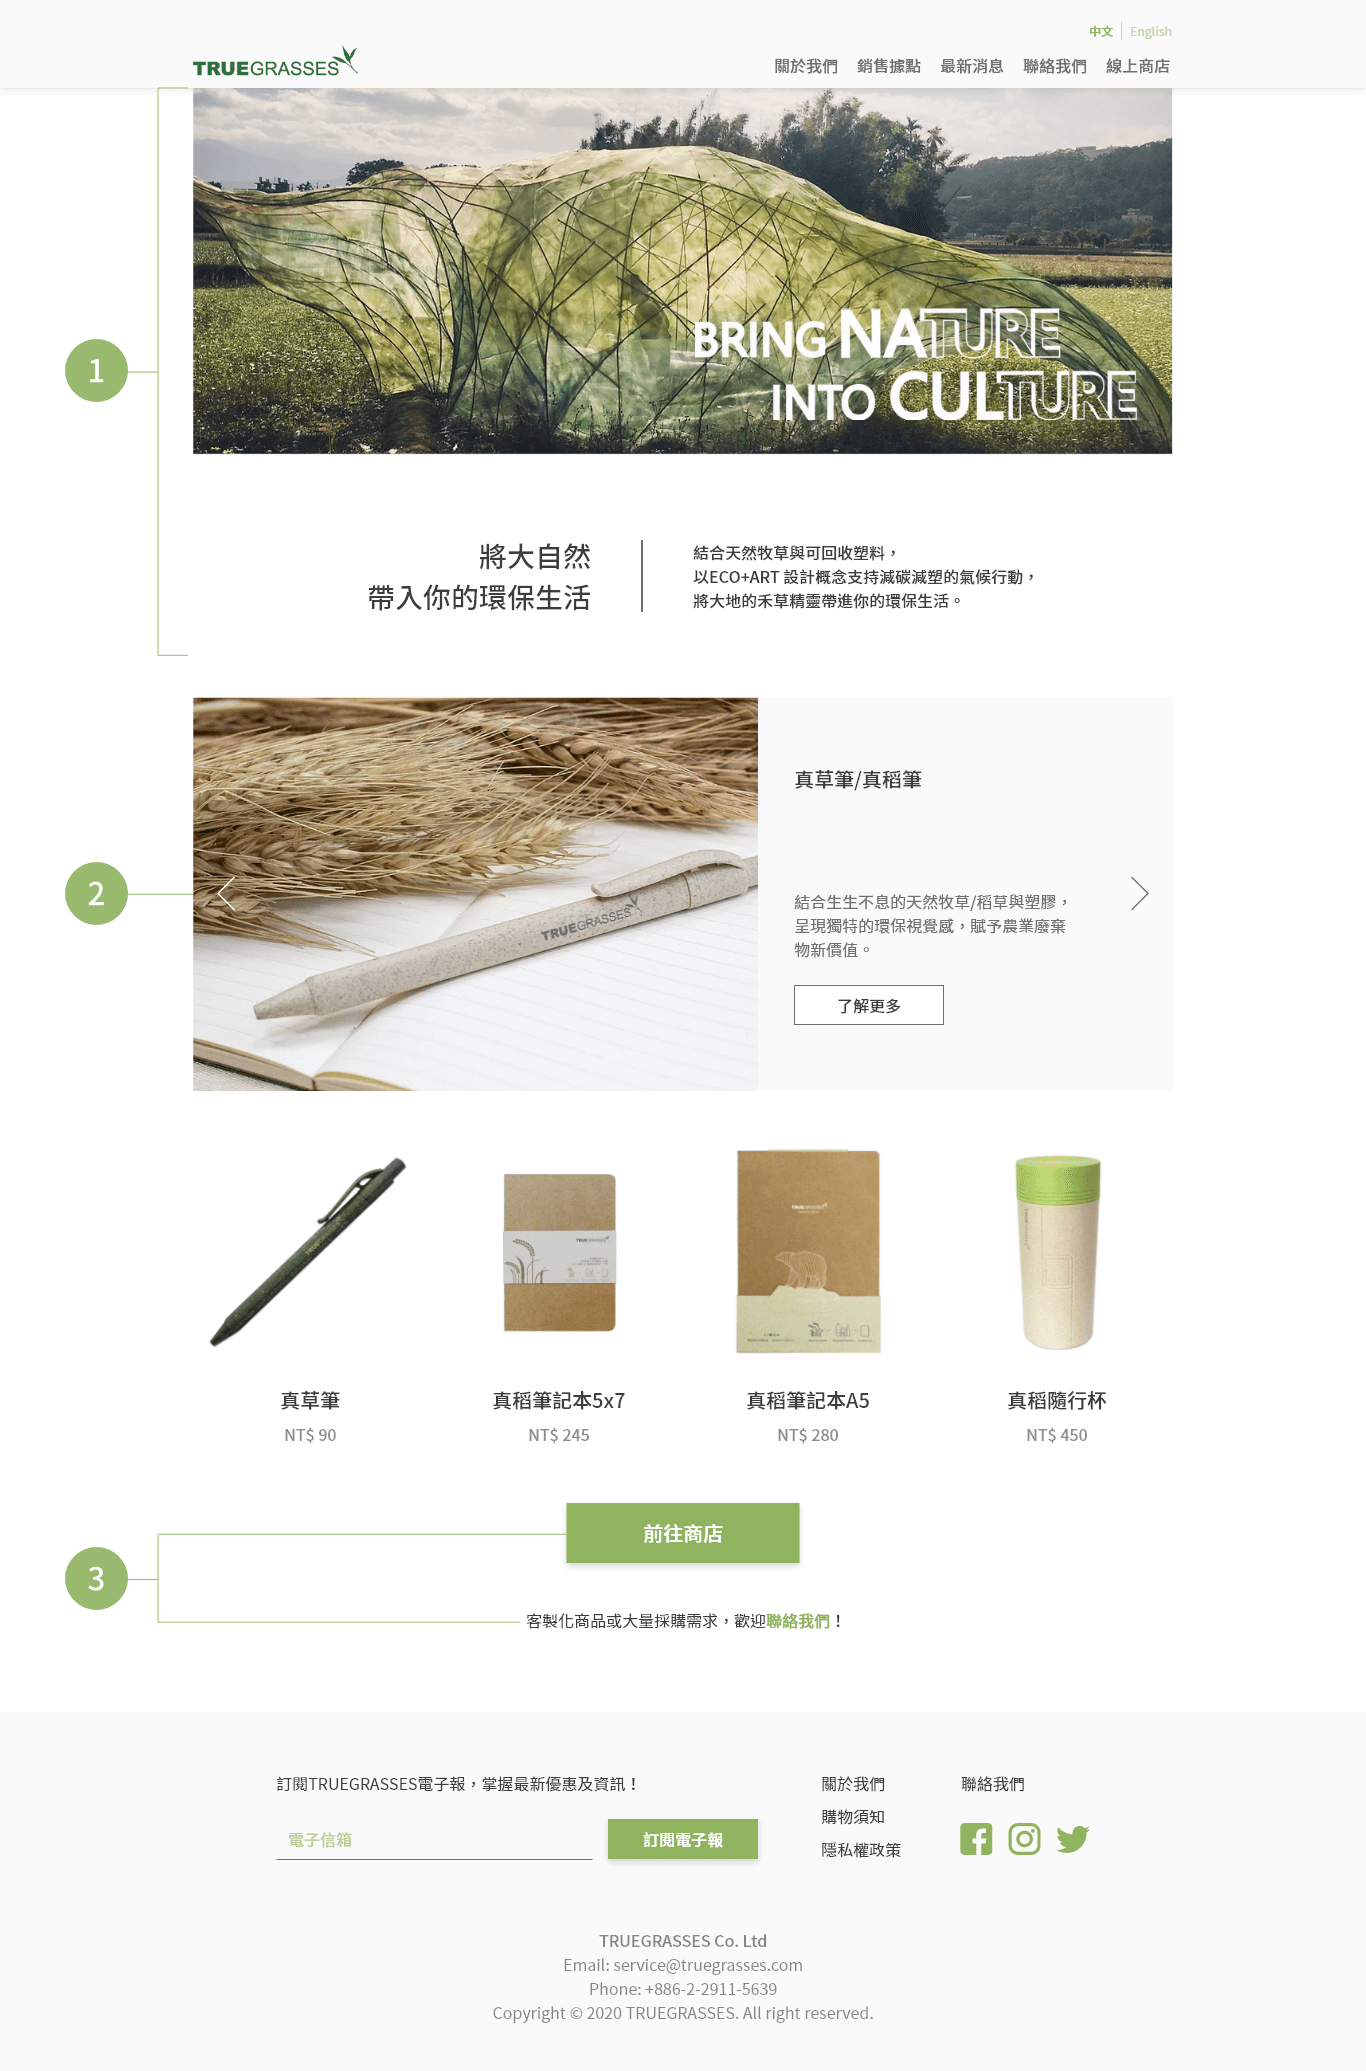 中文 English
TRUEGRASSES
關於我們 銷售據點 最新消息 聯絡我們 線上商店
BRING NATURE
INTO CULTURE
1
將大自然
帶入你的環保生活
結合天然牧草與可回收塑料，
以ECO+ART 設計概念支持減碳減塑的氣候行動，
將大地的禾草精靈帶進你的環保生活。
2
TRUEGRASSES
真草筆/真稻筆
結合生生不息的天然牧草/稻草與塑膠，
呈現獨特的環保視覺感，賦予農業廢棄
物新價值。
了解更多
TRUEGRASSES
TRUEGRASSES
TRUEGRASSES
真草筆 真稻筆記本5x7 真稻筆記本A5 真稻隨行杯
NT$ 90 NT$ 245 NT$ 280 NT$ 450
前往商店
3
客製化商品或大量採購需求，歡迎聯絡我們！
訂閱TRUEGRASSES電子報，掌握最新優惠及資訊！
電子信箱
訂閱電子報
關於我們
購物須知
隱私權政策
聯絡我們
TRUEGRASSES Co. Ltd
Email: service@truegrasses.com
Phone: +886-2-2911-5639
Copyright © 2020 TRUEGRASSES. All right reserved.